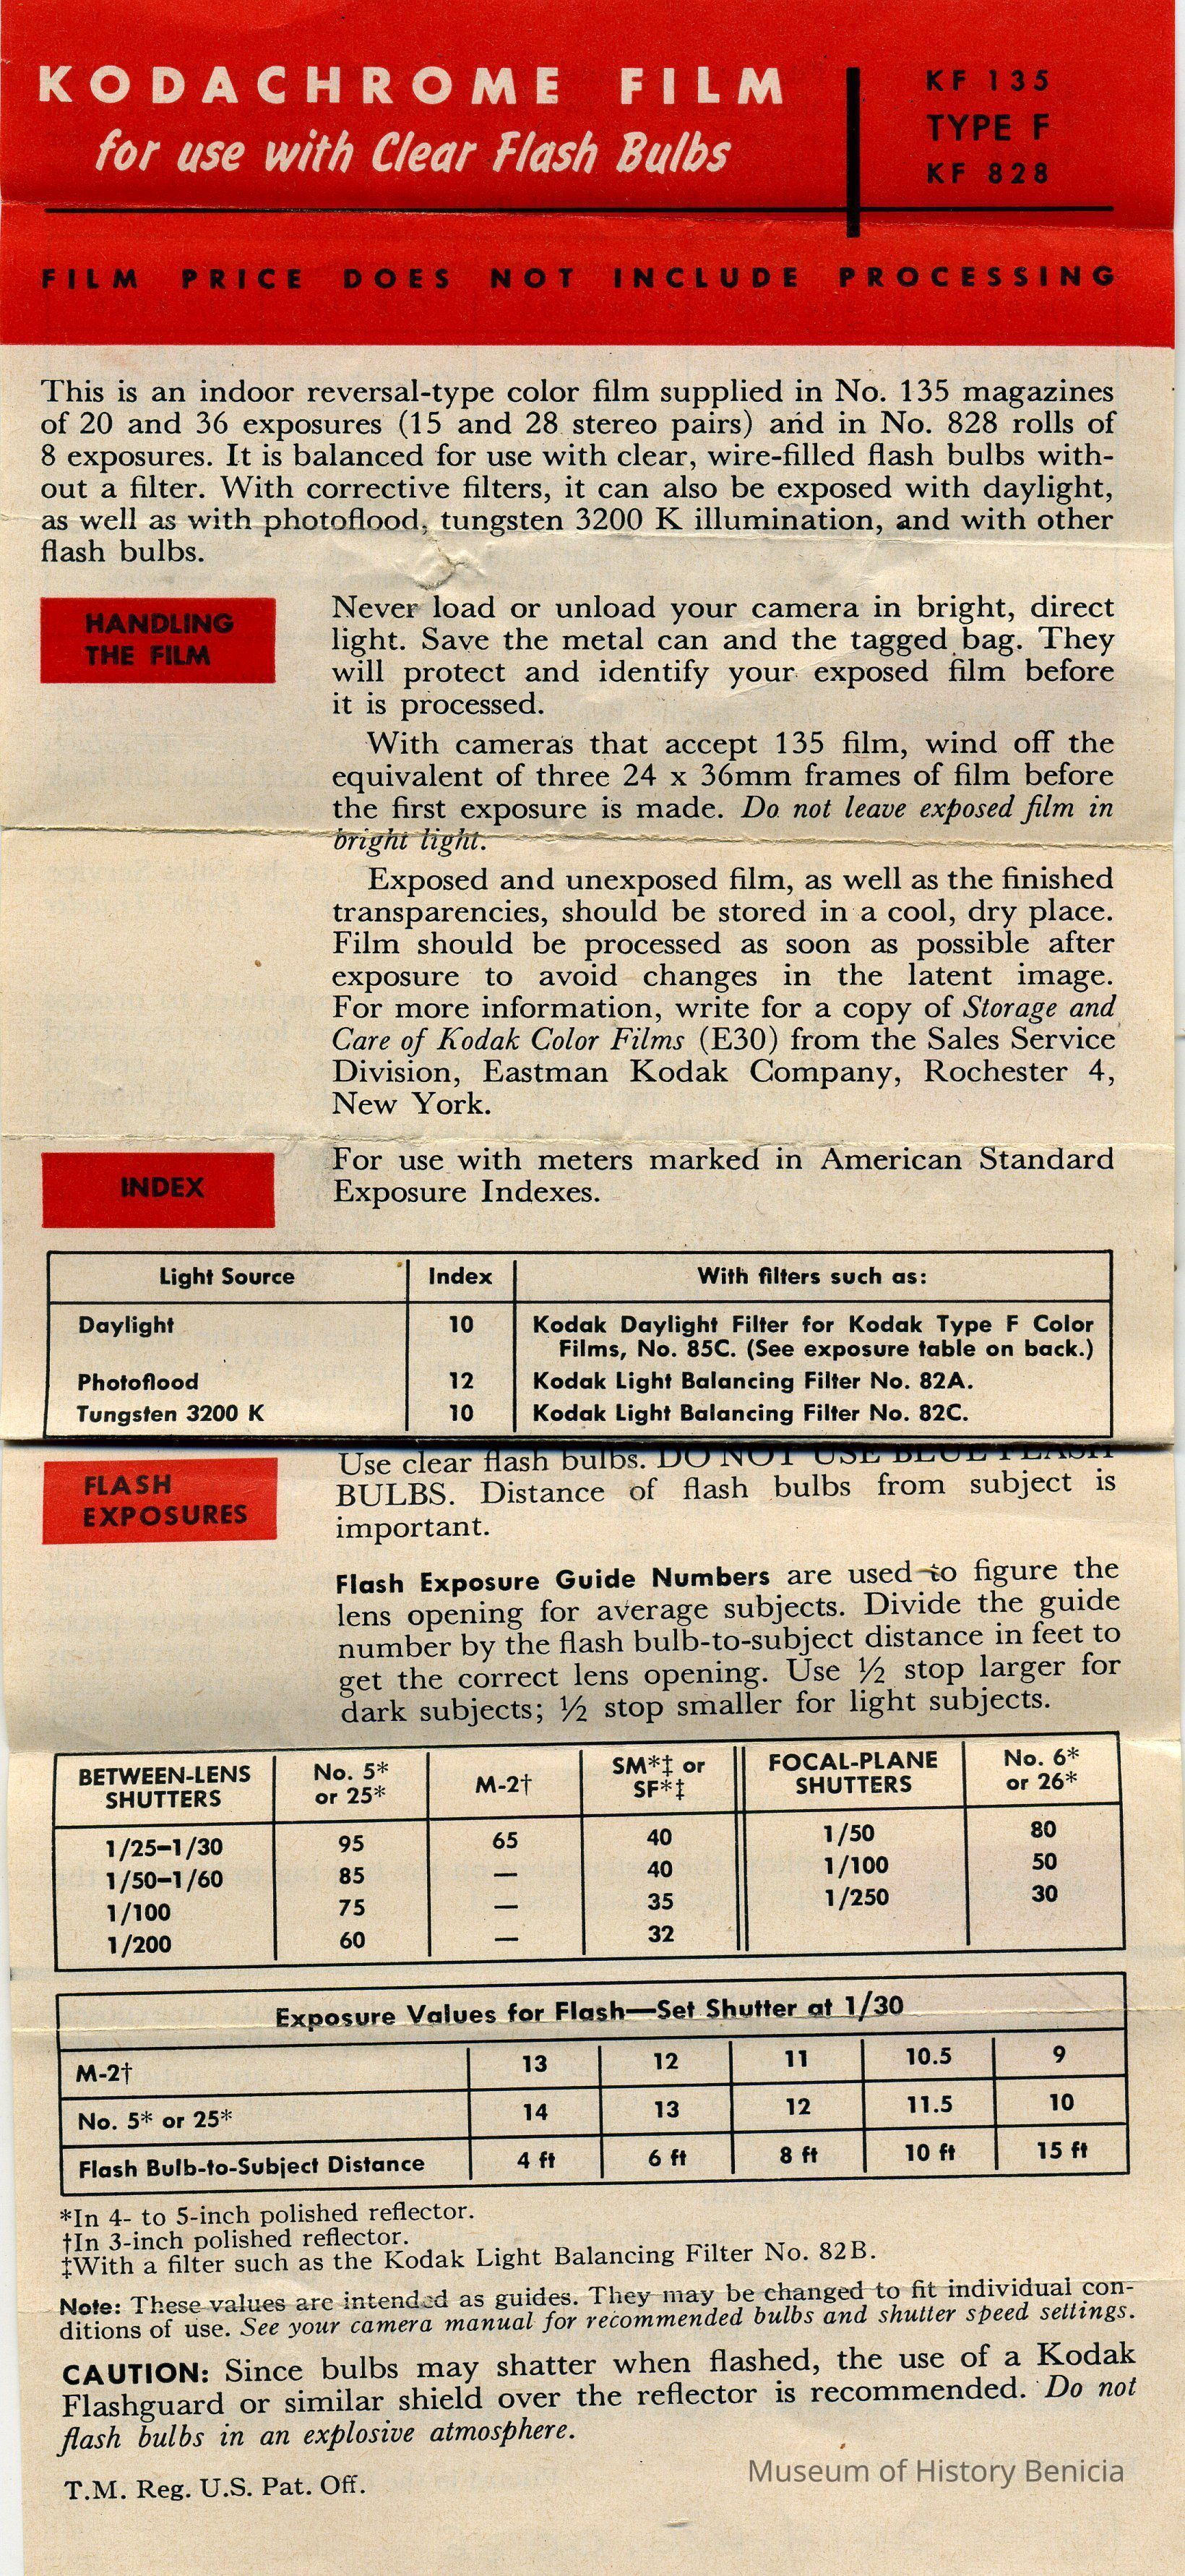 KODACHROME FILM
for use with Clear Flash Bulbs
KF 135
TYPE F
KF 828
FILM PRICE DOES NOT INCLUDE PROCESSING
This is an indoor reversal-type color film supplied in No. 135 magazines
of 20 and 36 exposures (15 and 28 stereo pairs) and in No. 828 rolls of
8 exposures. It is balanced for use with clear, wire-filled flash bulbs with-
out a filter. With corrective filters, it can also be exposed with daylight,
as well as with photoflood, tungsten 3200 K illumination, and with other
flash bulbs.
HANDLING
THE FILM
Never load or unload your camera in bright, direct
light. Save the metal can and the tagged bag. They
will protect and identify your exposed film before
it is processed.
With cameras that accept 135 film, wind off the
equivalent of three 24 x 36mm frames of film before
the first exposure is made. Do not leave exposed film in
bright light.
Exposed and unexposed film, as well as the finished
transparencies, should be stored in a cool, dry place.
Film should be processed as soon as possible after
exposure to avoid changes in the latent image.
For more information, write for a copy of Storage and
Care of Kodak Color Films (E30) from the Sales Service
Division, Eastman Kodak Company, Rochester 4,
New York.
INDEX
For use with meters marked in American Standard
Exposure Indexes.
Light Source Index With filters such as:
Daylight 10 Kodak Daylight Filter for Kodak Type F Color
Films, No. 85C. (See exposure table on back.)
Photoflood 12 Kodak Light Balancing Filter No. 82A.
Tungsten 3200 K 10 Kodak Light Balancing Filter No. 82C.
FLASH
EXPOSURES
Use clear flash bulbs. DO NOT USE BLUE FLASH
BULBS. Distance of flash bulbs from subject is
important.
Flash Exposure Guide Numbers are used to figure the
lens opening for average subjects. Divide the guide
number by the flash bulb-to-subject distance in feet to
get the correct lens opening. Use ½ stop larger for
dark subjects; ½ stop smaller for light subjects.
BETWEEN-LENS
SHUTTERS
No. 5*
or 25*
M-2†
SM*‡ or
SF*‡
FOCAL-PLANE
SHUTTERS
No. 6*
or 26*
1/25–1/30 95 65 40 1/50 80
1/50–1/60 85 — 40 1/100 50
1/100 75 — 35 1/250 30
1/200 60 — 32
Exposure Values for Flash—Set Shutter at 1/30
M-2† 13 12 11 10.5 9
No. 5* or 25* 14 13 12 11.5 10
Flash Bulb-to-Subject Distance 4 ft 6 ft 8 ft 10 ft 15 ft
*In 4- to 5-inch polished reflector.
†In 3-inch polished reflector.
‡With a filter such as the Kodak Light Balancing Filter No. 82B.
Note: These values are intended as guides. They may be changed to fit individual con-
ditions of use. See your camera manual for recommended bulbs and shutter speed settings.
CAUTION: Since bulbs may shatter when flashed, the use of a Kodak
Flashguard or similar shield over the reflector is recommended. Do not
flash bulbs in an explosive atmosphere.
T.M. Reg. U.S. Pat. Off.
Museum of History Benicia